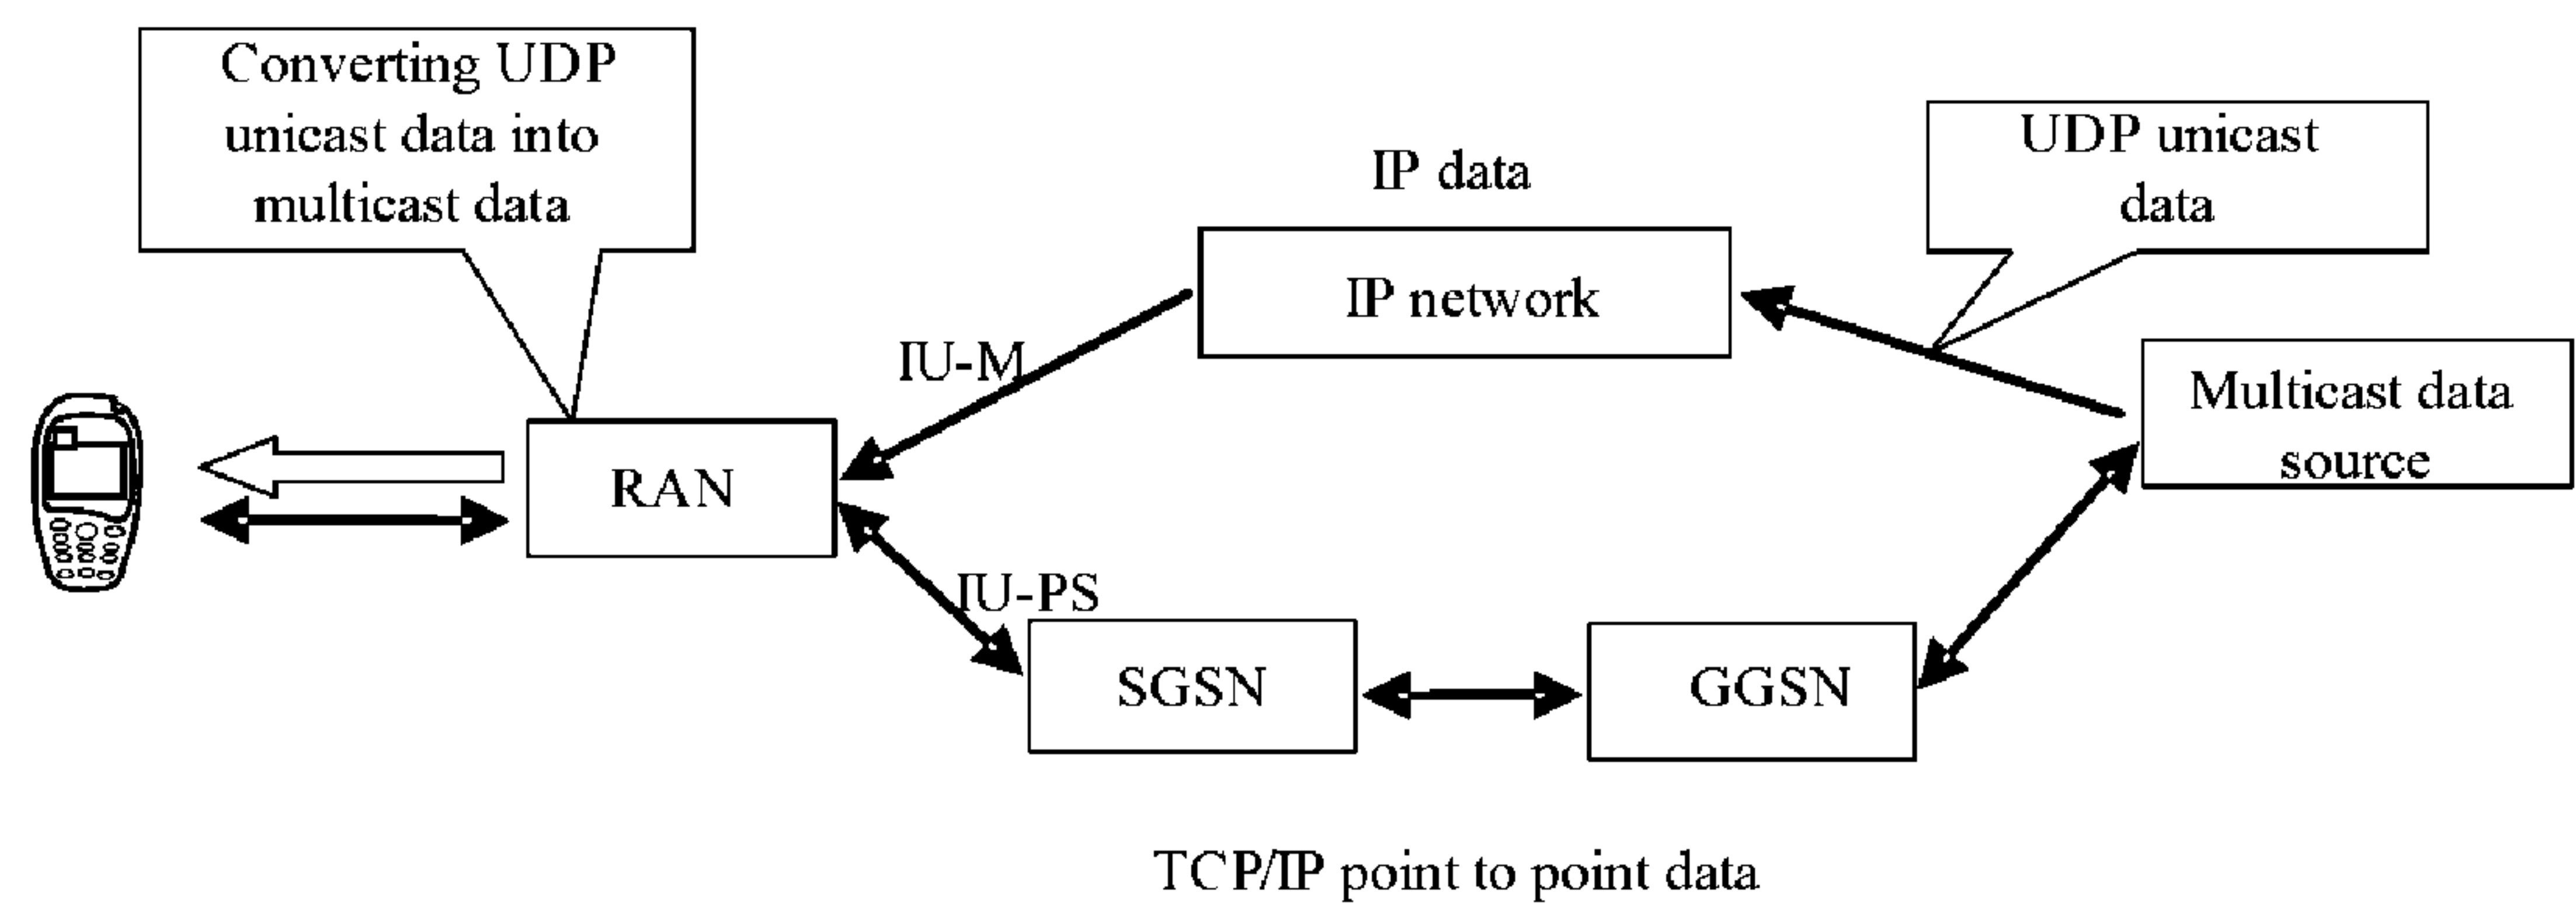 Converting UDP
unicast data into
multicast data
IP data
UDP unicast
data
IP network
IU-M
Multicast data
source
RAN
IU-PS
SGSN
GGSN
TCP/IP point to point data